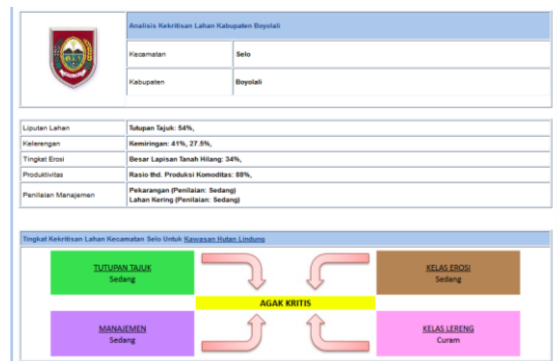 Analisis Kekritisan Lahan Kabupaten Boyolali
Kecamatan Selo
Kabupaten Boyolali
Liputan Lahan Tutupan Tajuk: 54%,
Kelerengan Kemiringan: 41%, 27.5%,
Tingkat Erosi Besar Lapisan Tanah Hilang: 34%,
Produktivitas Rasio thd. Produksi Komoditas: 88%,
Penilaian Manajemen Pekarangan (Penilaian: Sedang)
Lahan Kering (Penilaian: Sedang)
Tingkat Kekritisan Lahan Kecamatan Selo Untuk Kawasan Hutan Lindung
TUTUPAN TAJUK
Sedang
KELAS EROSI
Sedang
AGAK KRITIS
MANAJEMEN
Sedang
KELAS LERENG
Curam